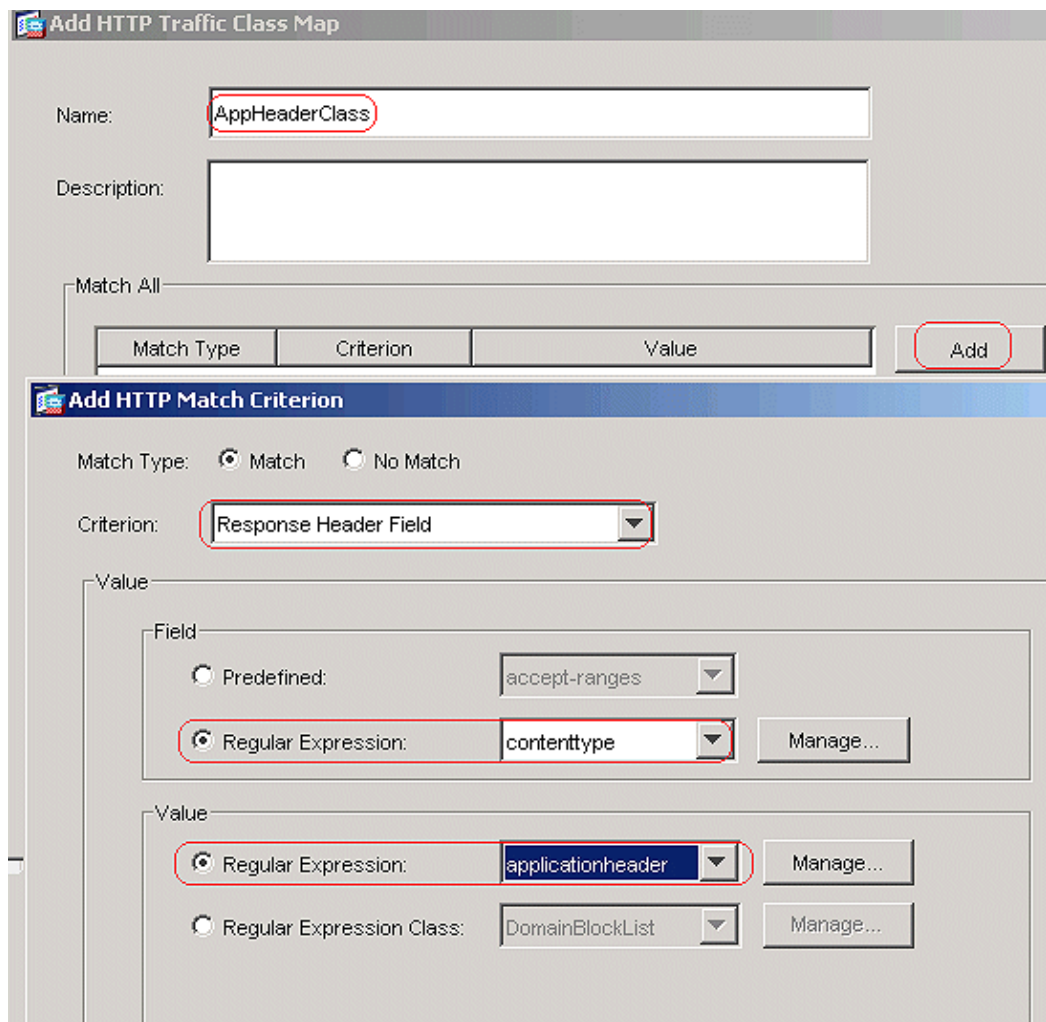 Add HTTP Traffic Class Map
Name: AppHeaderClass
Description:
Match All
Match Type Criterion Value Add
Add HTTP Match Criterion
Match Type: Match No Match
Criterion: Response Header Field
Value
Field
Predefined: accept-ranges
Regular Expression: contenttype Manage...
Value
Regular Expression: applicationheader Manage...
Regular Expression Class: DomainBlockList Manage...